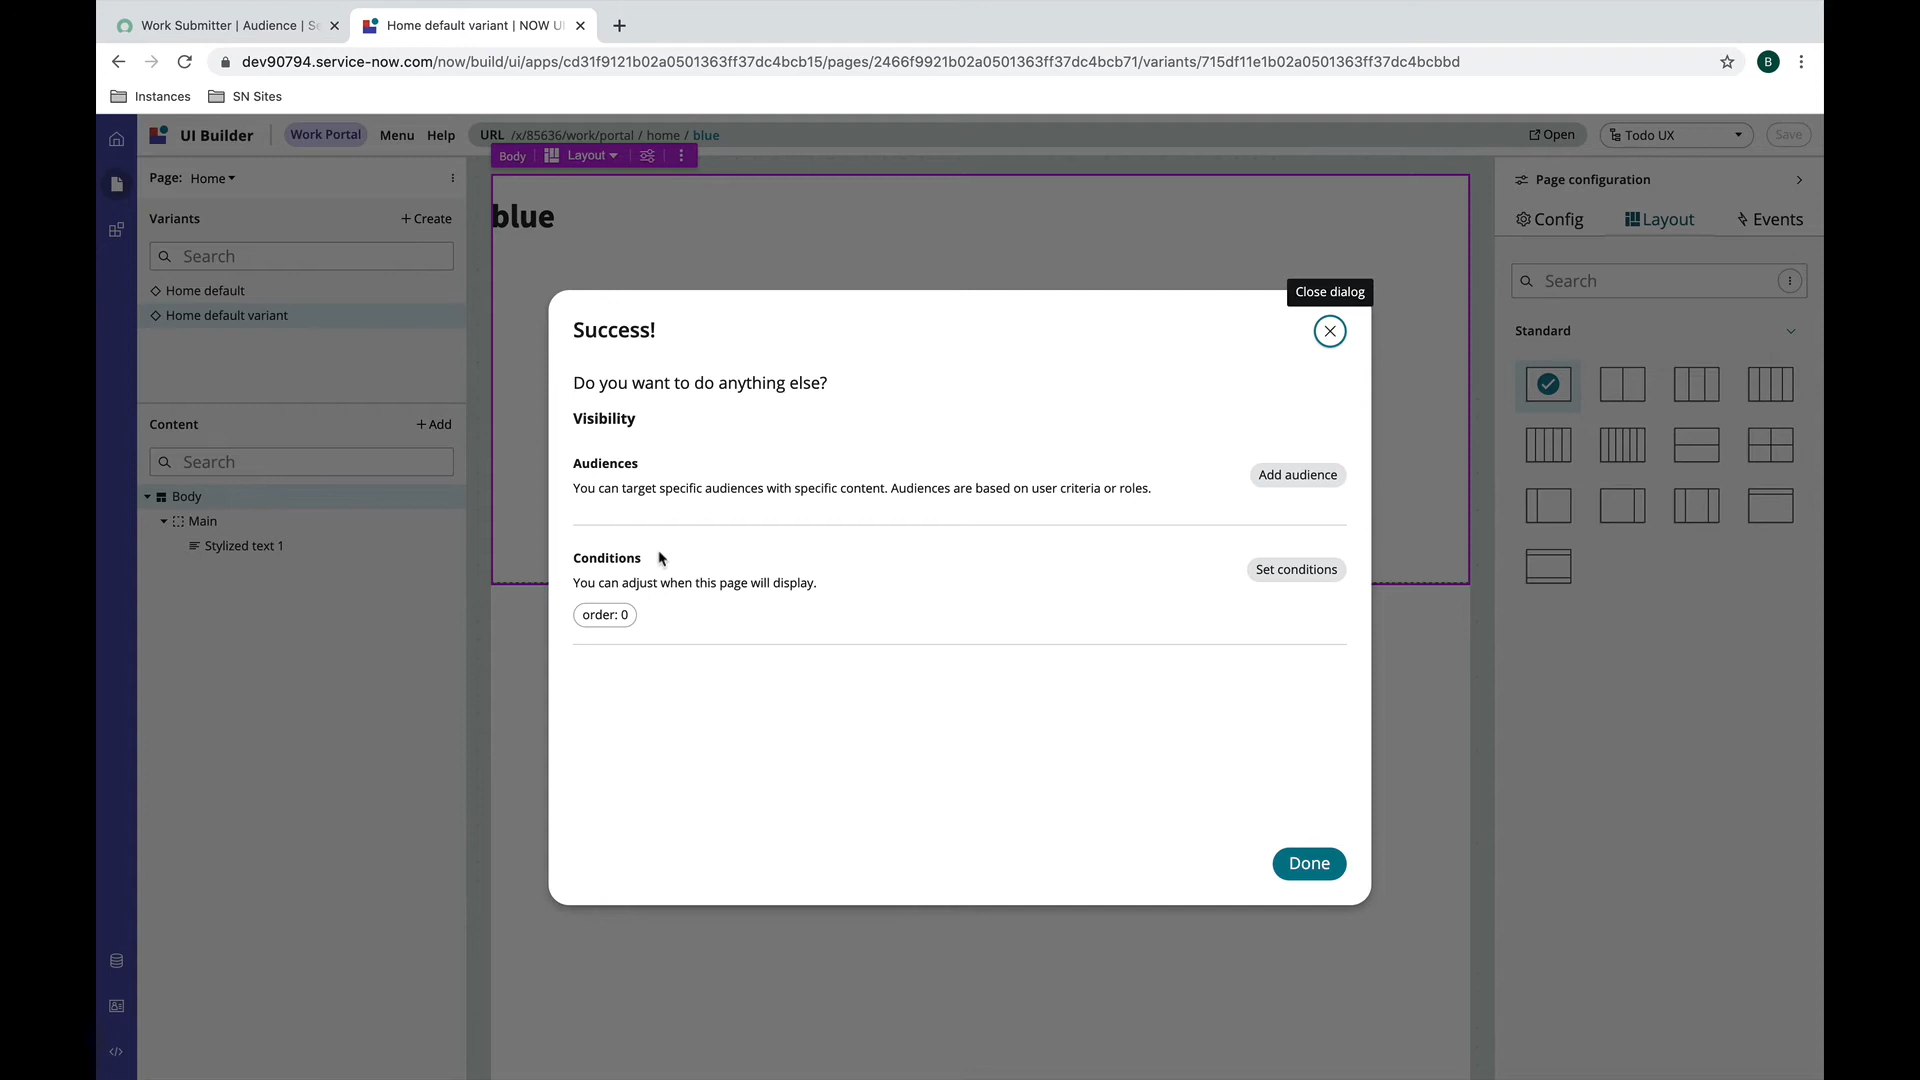 Work Submitter | Audience | Se
Home default variant | NOW UI
dev90794.service-now.com/now/build/ui/apps/cd31f9121b02a0501363ff37dc4bcb15/pages/2466f9921b02a0501363ff37dc4bcb71/variants/715df11e1b02a0501363ff37dc4bcbbd
B
Instances
SN Sites
UI Builder
Work Portal
Menu
Help
URL /x/85636/work/portal / home / blue
Open
Todo UX
Save
Body
Layout
Page: Home
Variants
+ Create
Search
Home default
Home default variant
Content
+ Add
Search
Body
Main
Stylized text 1
blue
Close dialog
Success!
Do you want to do anything else?
Visibility
Audiences
You can target specific audiences with specific content. Audiences are based on user criteria or roles.
Add audience
Conditions
You can adjust when this page will display.
Set conditions
order: 0
Done
Page configuration
Config
Layout
Events
Search
Standard